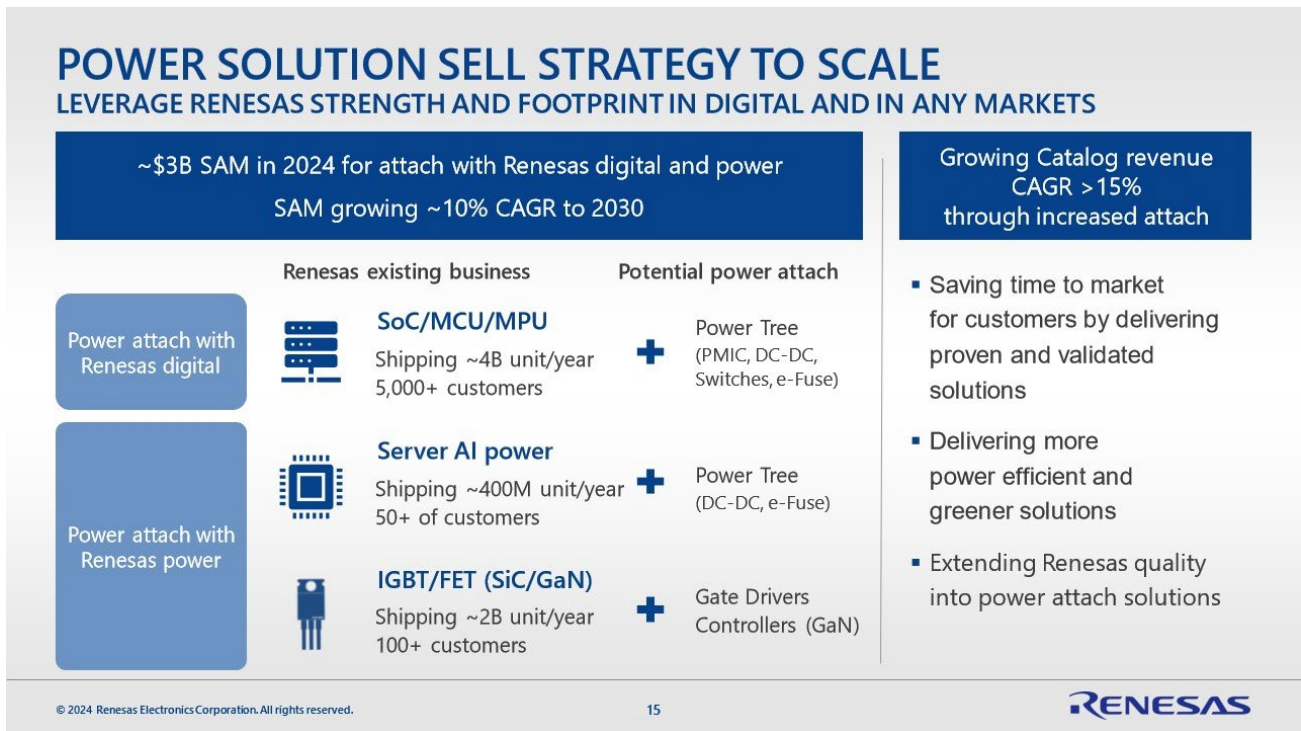 POWER SOLUTION SELL STRATEGY TO SCALE
LEVERAGE RENESAS STRENGTH AND FOOTPRINT IN DIGITAL AND IN ANY MARKETS
~$3B SAM in 2024 for attach with Renesas digital and power
SAM growing ~10% CAGR to 2030
Growing Catalog revenue
CAGR >15%
through increased attach
Renesas existing business
Potential power attach
Power attach with
Renesas digital
SoC/MCU/MPU
Shipping ~4B unit/year
5,000+ customers
Power Tree
(PMIC, DC-DC,
Switches, e-Fuse)
Power attach with
Renesas power
Server AI power
Shipping ~400M unit/year
50+ of customers
Power Tree
(DC-DC, e-Fuse)
IGBT/FET (SiC/GaN)
Shipping ~2B unit/year
100+ customers
Gate Drivers
Controllers (GaN)
▪ Saving time to market
for customers by delivering
proven and validated
solutions
▪ Delivering more
power efficient and
greener solutions
▪ Extending Renesas quality
into power attach solutions
© 2024 Renesas Electronics Corporation. All rights reserved.
15
RENESAS